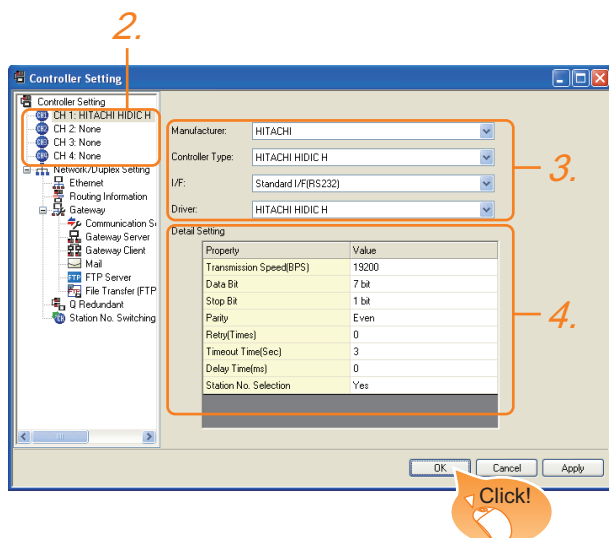 2.
Controller Setting
Controller Setting
CH 1: HITACHI HIDIC H
CH 2: None
CH 3: None
CH 4: None
Network/Duplex Setting
Ethernet
Routing Information
Gateway
Communication S
Gateway Server
Gateway Client
Mail
FTP Server
File Transfer (FTP
Q Redundant
Station No. Switching
Manufacturer: HITACHI
Controller Type: HITACHI HIDIC H
I/F: Standard I/F(RS232)
Driver: HITACHI HIDIC H
3.
Detail Setting
Property Value
Transmission Speed(BPS) 19200
Data Bit 7 bit
Stop Bit 1 bit
Parity Even
Retry(Times) 0
Timeout Time(Sec) 3
Delay Time(ms) 0
Station No. Selection Yes
4.
OK Cancel Apply
Click!